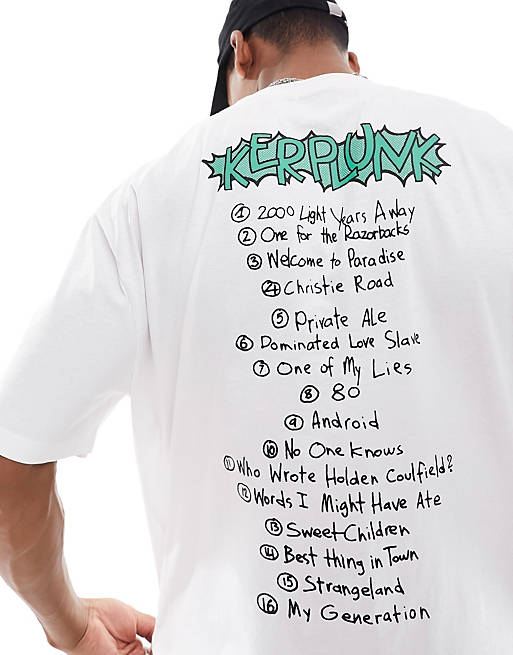 KERPLUNK
1 2000 Light Years Away
2 One for the Razorbacks
3 Welcome to Paradise
4 Christie Road
5 Private Ale
6 Dominated Love Slave
7 One of My Lies
8 80
9 Android
10 No One Knows
11 Who Wrote Holden Coulfield?
12 Words I Might Have Ate
13 Sweet Children
14 Best thing in Town
15 Strangeland
16 My Generation